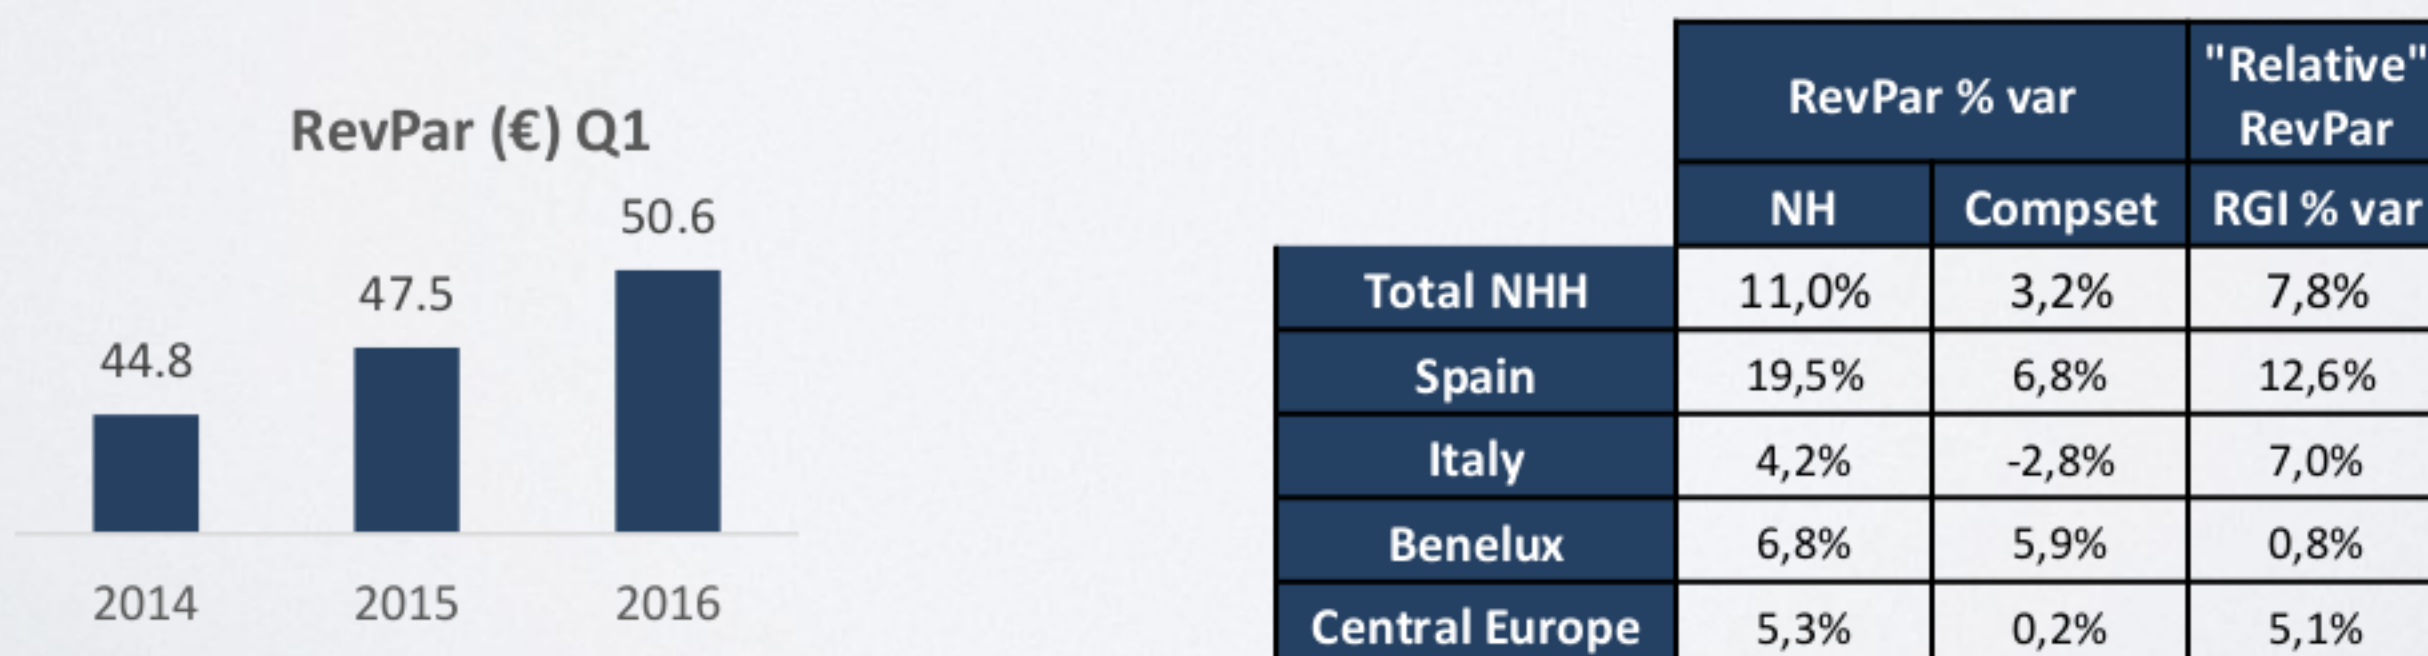 RevPar (€) Q1
50.6
47.5
44.8
2014 2015 2016
RevPar % var "Relative" RevPar
NH Compset RGI % var
Total NHH 11,0% 3,2% 7,8%
Spain 19,5% 6,8% 12,6%
Italy 4,2% -2,8% 7,0%
Benelux 6,8% 5,9% 0,8%
Central Europe 5,3% 0,2% 5,1%